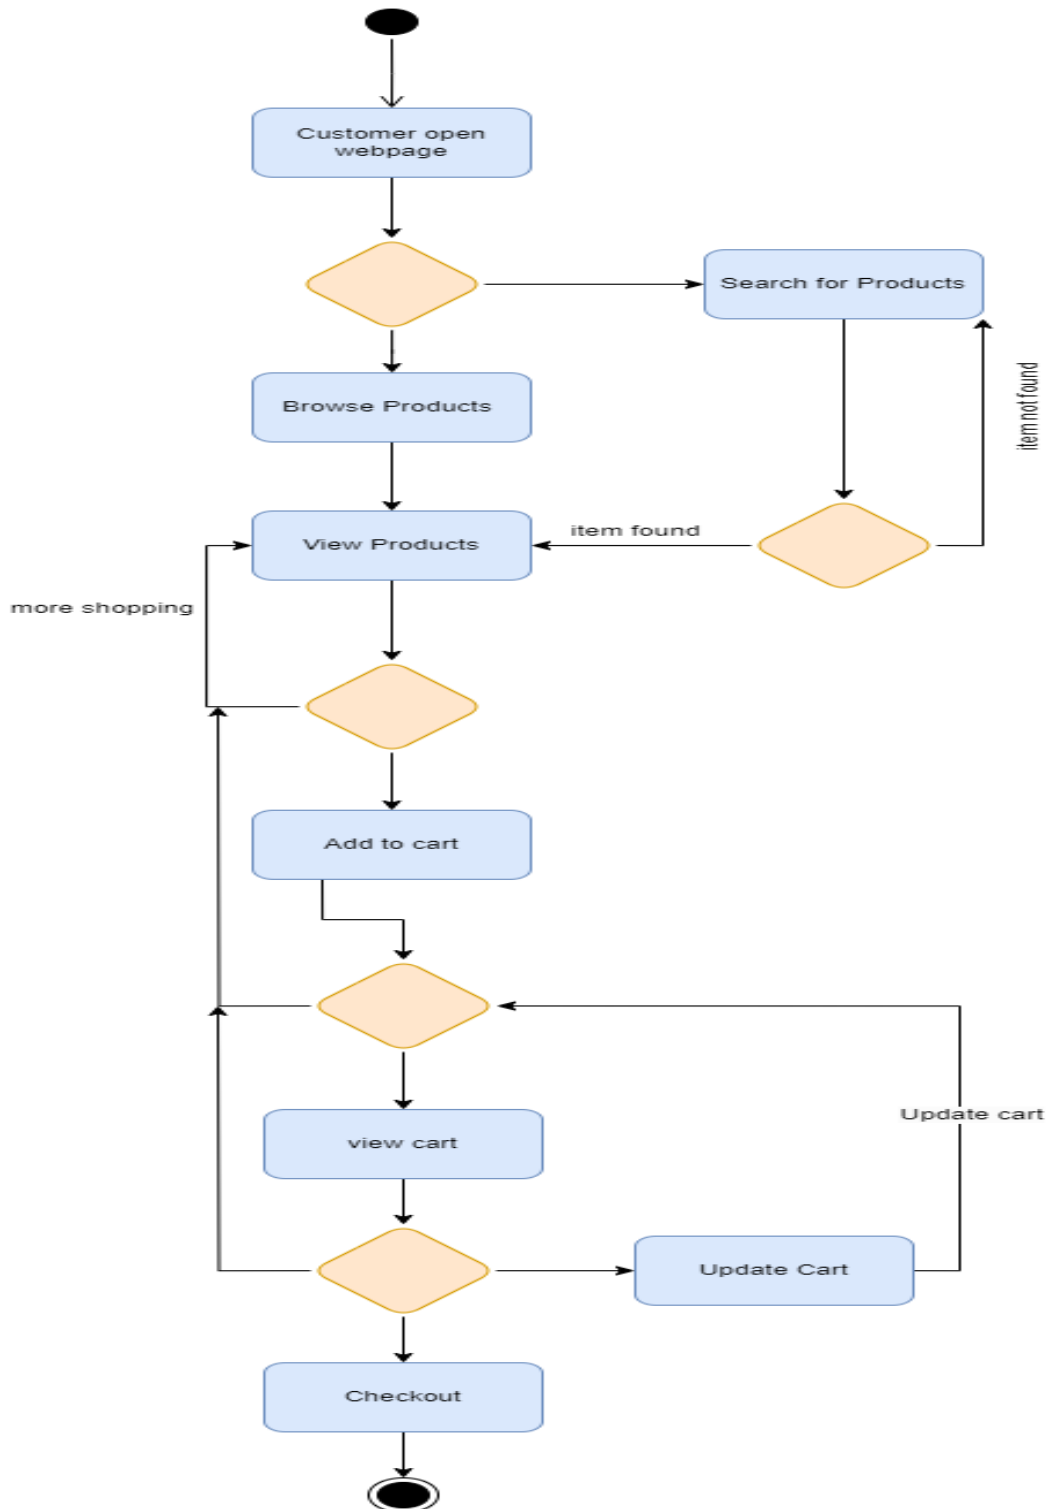 Customer open
webpage
Search for Products
Browse Products
item not found
item found
View Products
more shopping
Add to cart
Update cart
view cart
Update Cart
Checkout